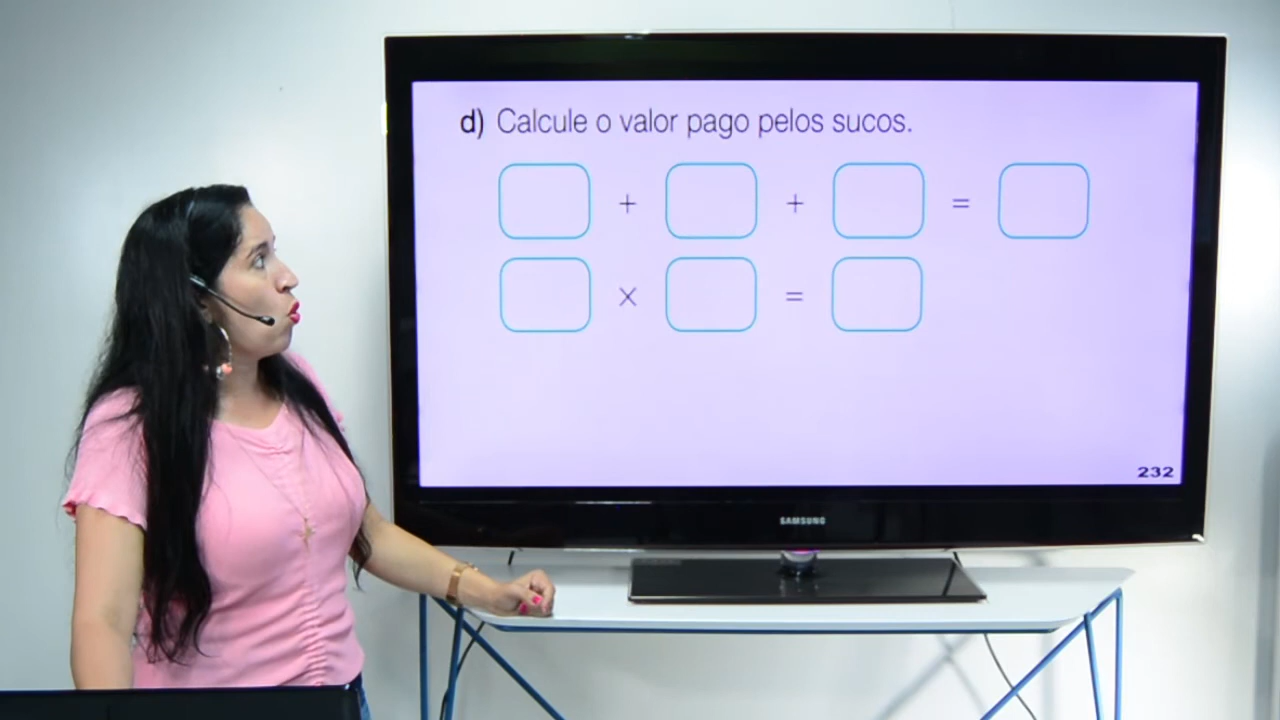 d) Calcule o valor pago pelos sucos.
+ + =
× =
232
SAMSUNG